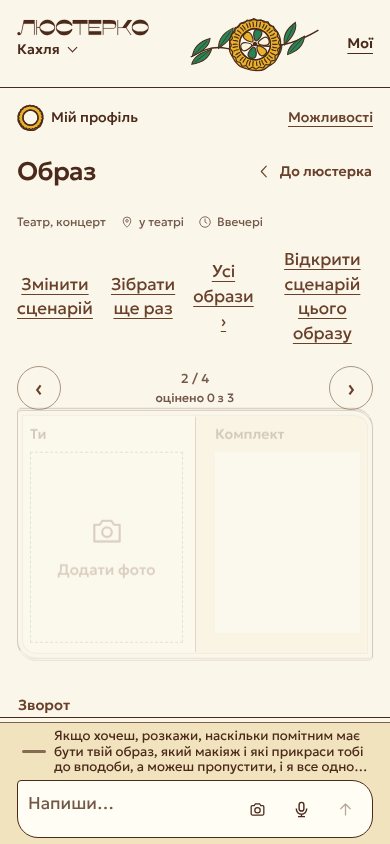 ЛЮСТЕРКО
Кахля
Мої
Мій профіль
Можливості
Образ
До люстерка
Театр, концерт у театрі Ввечері
Змінити
сценарій
Зібрати
ще раз
Усі
образи
›
Відкрити
сценарій
цього
образу
‹
2 / 4
оцінено 0 з 3
›
Ти
Комплект
Додати фото
Зворот
Якщо хочеш, розкажи, наскільки помітним має
бути твій образ, який макіяж і які прикраси тобі
до вподоби, а можеш пропустити, і я все одно…
Напиши…